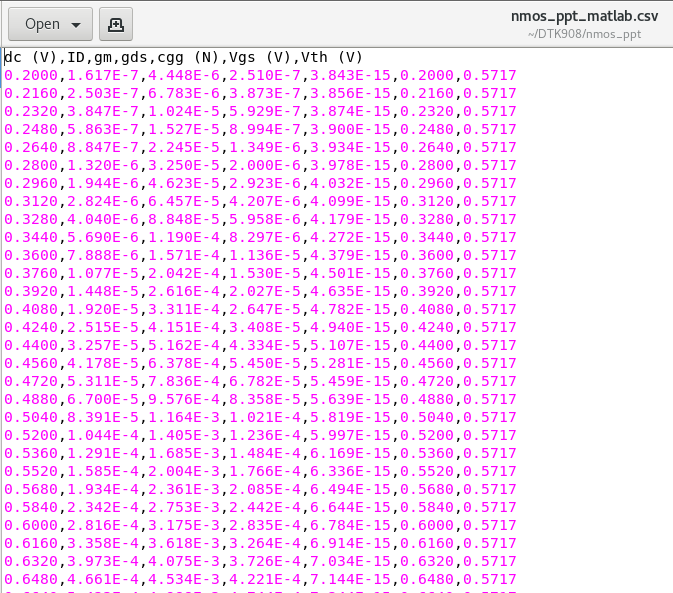 Open
nmos_ppt_matlab.csv
~/DTK908/nmos_ppt
dc (V),ID,gm,gds,cgg (N),Vgs (V),Vth (V)
0.2000,1.617E-7,4.448E-6,2.510E-7,3.843E-15,0.2000,0.5717
0.2160,2.503E-7,6.783E-6,3.873E-7,3.856E-15,0.2160,0.5717
0.2320,3.847E-7,1.024E-5,5.929E-7,3.874E-15,0.2320,0.5717
0.2480,5.863E-7,1.527E-5,8.994E-7,3.900E-15,0.2480,0.5717
0.2640,8.847E-7,2.245E-5,1.349E-6,3.934E-15,0.2640,0.5717
0.2800,1.320E-6,3.250E-5,2.000E-6,3.978E-15,0.2800,0.5717
0.2960,1.944E-6,4.623E-5,2.923E-6,4.032E-15,0.2960,0.5717
0.3120,2.824E-6,6.457E-5,4.207E-6,4.099E-15,0.3120,0.5717
0.3280,4.040E-6,8.848E-5,5.958E-6,4.179E-15,0.3280,0.5717
0.3440,5.690E-6,1.190E-4,8.297E-6,4.272E-15,0.3440,0.5717
0.3600,7.888E-6,1.571E-4,1.136E-5,4.379E-15,0.3600,0.5717
0.3760,1.077E-5,2.042E-4,1.530E-5,4.501E-15,0.3760,0.5717
0.3920,1.448E-5,2.616E-4,2.027E-5,4.635E-15,0.3920,0.5717
0.4080,1.920E-5,3.311E-4,2.647E-5,4.782E-15,0.4080,0.5717
0.4240,2.515E-5,4.151E-4,3.408E-5,4.940E-15,0.4240,0.5717
0.4400,3.257E-5,5.162E-4,4.334E-5,5.107E-15,0.4400,0.5717
0.4560,4.178E-5,6.378E-4,5.450E-5,5.281E-15,0.4560,0.5717
0.4720,5.311E-5,7.836E-4,6.782E-5,5.459E-15,0.4720,0.5717
0.4880,6.700E-5,9.576E-4,8.358E-5,5.639E-15,0.4880,0.5717
0.5040,8.391E-5,1.164E-3,1.021E-4,5.819E-15,0.5040,0.5717
0.5200,1.044E-4,1.405E-3,1.236E-4,5.997E-15,0.5200,0.5717
0.5360,1.291E-4,1.685E-3,1.484E-4,6.169E-15,0.5360,0.5717
0.5520,1.585E-4,2.004E-3,1.766E-4,6.336E-15,0.5520,0.5717
0.5680,1.934E-4,2.361E-3,2.085E-4,6.494E-15,0.5680,0.5717
0.5840,2.342E-4,2.753E-3,2.442E-4,6.644E-15,0.5840,0.5717
0.6000,2.816E-4,3.175E-3,2.835E-4,6.784E-15,0.6000,0.5717
0.6160,3.358E-4,3.618E-3,3.264E-4,6.914E-15,0.6160,0.5717
0.6320,3.973E-4,4.075E-3,3.726E-4,7.034E-15,0.6320,0.5717
0.6480,4.661E-4,4.534E-3,4.221E-4,7.144E-15,0.6480,0.5717